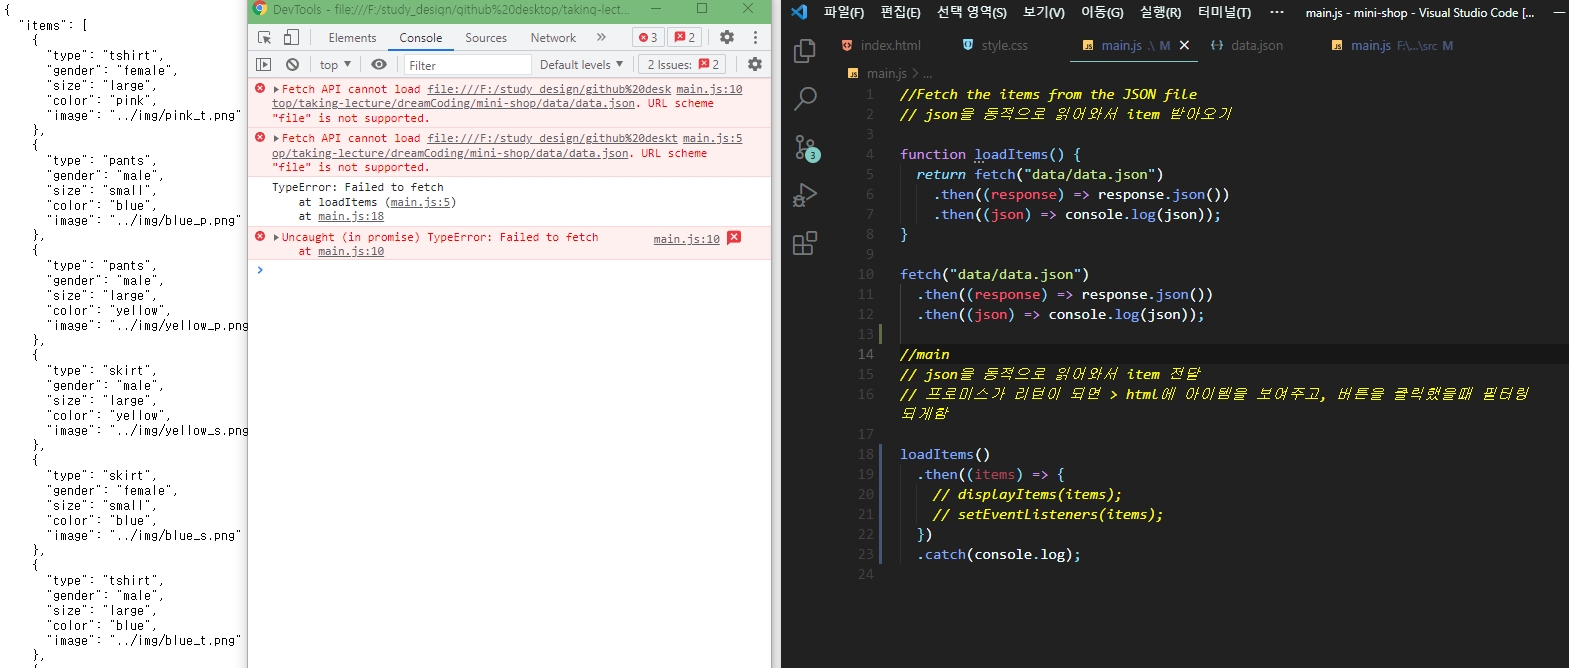 {
"items": [
{
"type": "tshirt",
"gender": "female",
"size": "large",
"color": "pink",
"image": "../img/pink_t.png"
},
{
"type": "pants",
"gender": "male",
"size": "small",
"color": "blue",
"image": "../img/blue_p.png"
},
{
"type": "pants",
"gender": "male",
"size": "large",
"color": "yellow",
"image": "../img/yellow_p.png
},
{
"type": "skirt",
"gender": "male",
"size": "large",
"color": "yellow",
"image": "../img/yellow_s.png
},
{
"type": "skirt",
"gender": "female",
"size": "small",
"color": "blue",
"image": "../img/blue_s.png"
},
{
"type": "tshirt",
"gender": "male",
"size": "large",
"color": "blue",
"image": "../img/blue_t.png"
},
{
DevTools - file:///F:/study_design/github%20desktop/taking-lect...
Elements Console Sources Network » 3 2
top ▼ Filter Default levels ▼ 2 Issues: 2
Fetch API cannot load file:///F:/study_design/github%20desk main.js:10
top/taking-lecture/dreamCoding/mini-shop/data/data.json. URL scheme
"file" is not supported.
Fetch API cannot load file:///F:/study_design/github%20deskt main.js:5
op/taking-lecture/dreamCoding/mini-shop/data/data.json. URL scheme
"file" is not supported.
TypeError: Failed to fetch
at loadItems (main.js:5)
at main.js:18
Uncaught (in promise) TypeError: Failed to fetch main.js:10
at main.js:10
>
파일(F) 편집(E) 선택 영역(S) 보기(V) 이동(G) 실행(R) 터미널(T) ··· main.js - mini-shop - Visual Studio Code [...
index.html style.css main.js .\ M data.json main.js F:\...\src M
main.js > ...
3
1 //Fetch the items from the JSON file
2 // json을 동적으로 읽어와서 item 받아오기
3
4 function loadItems() {
5 return fetch("data/data.json")
6 .then((response) => response.json())
7 .then((json) => console.log(json));
8 }
9
10 fetch("data/data.json")
11 .then((response) => response.json())
12 .then((json) => console.log(json));
13
14 //main
15 // json을 동적으로 읽어와서 item 전달
16 // 프로미스가 리턴이 되면 > html에 아이템을 보여주고, 버튼을 클릭했을때 필터링
되게함
17
18 loadItems()
19 .then((items) => {
20 // displayItems(items);
21 // setEventListeners(items);
22 })
23 .catch(console.log);
24